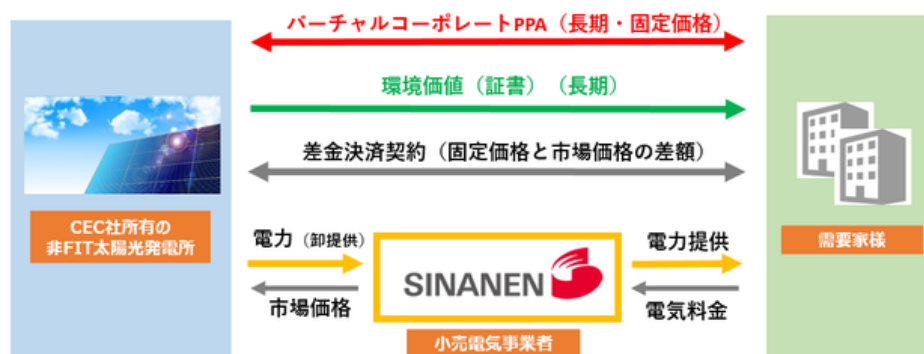 バーチャルコーポレートPPA（長期・固定価格）
環境価値（証書）（長期）
差金決済契約（固定価格と市場価格の差額）
CEC社所有の
非FIT太陽光発電所
電力（卸提供）
市場価格
SINANEN
小売電気事業者
電力提供
電気料金
需要家様